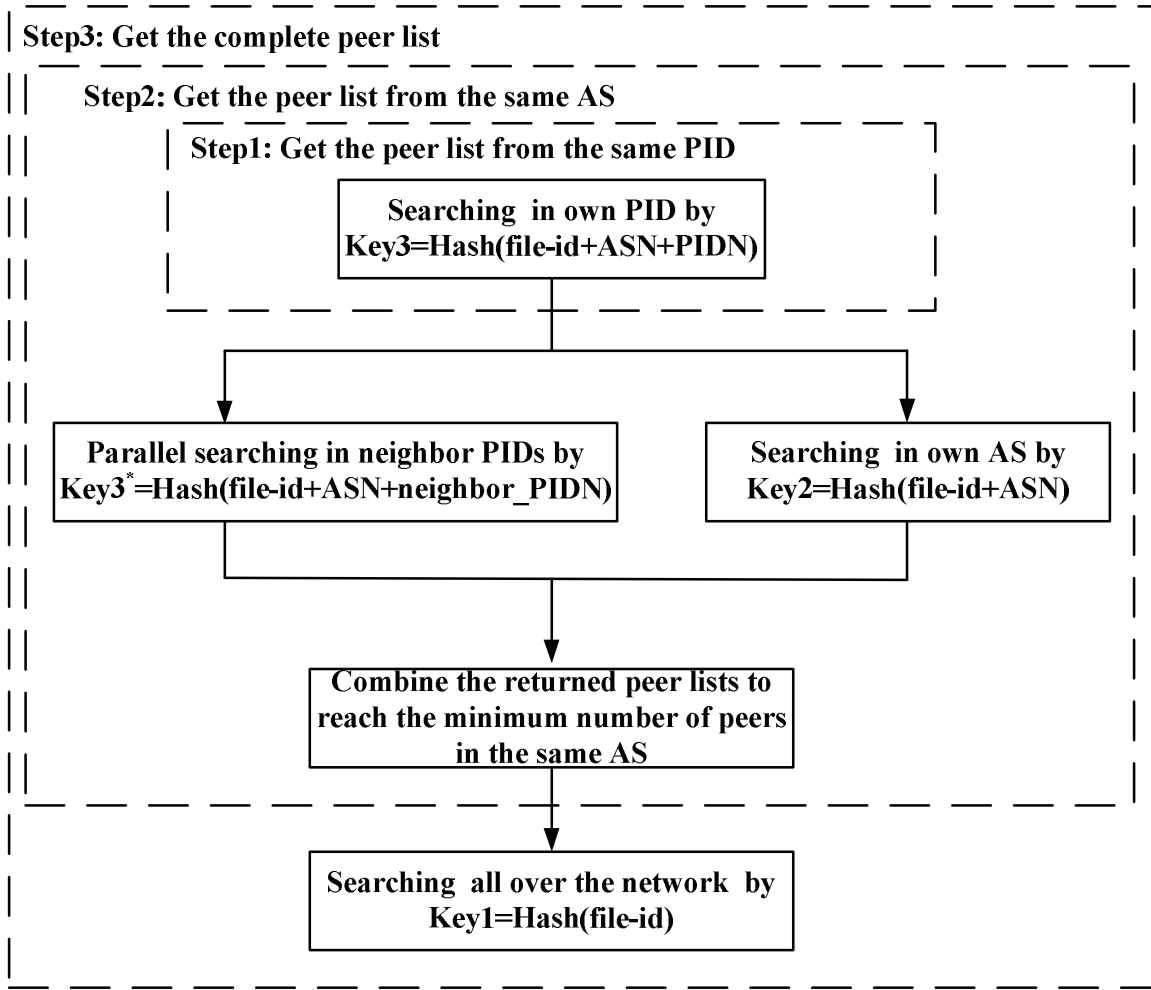 Step3: Get the complete peer list
Step2: Get the peer list from the same AS
Step1: Get the peer list from the same PID
Searching in own PID by
Key3=Hash(file-id+ASN+PIDN)
Parallel searching in neighbor PIDs by
Key3*=Hash(file-id+ASN+neighbor_PIDN)
Searching in own AS by
Key2=Hash(file-id+ASN)
Combine the returned peer lists to
reach the minimum number of peers
in the same AS
Searching all over the network by
Key1=Hash(file-id)